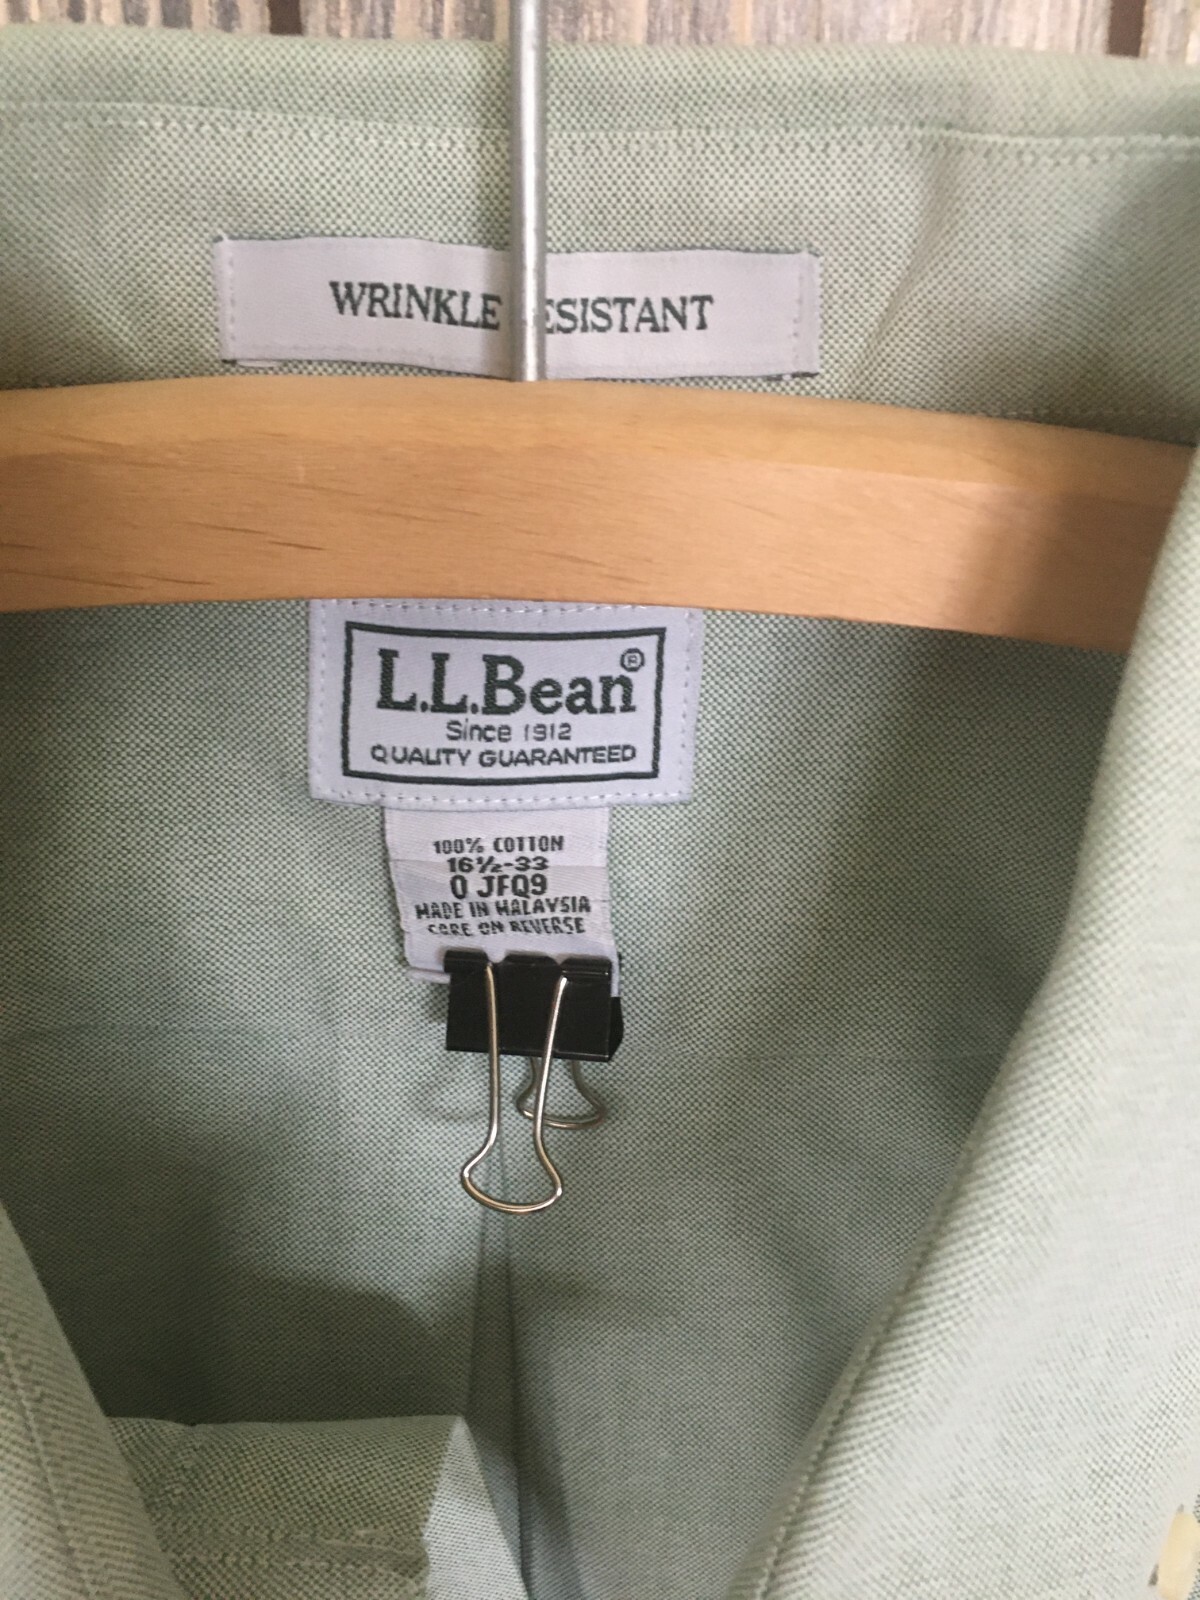 WRINKLE ESISTANT
L.L.Bean®
Since 1912
QUALITY GUARANTEED
100% COTTON
16½-33
0 JFQ9
MADE IN MALAYSIA
CARE ON REVERSE